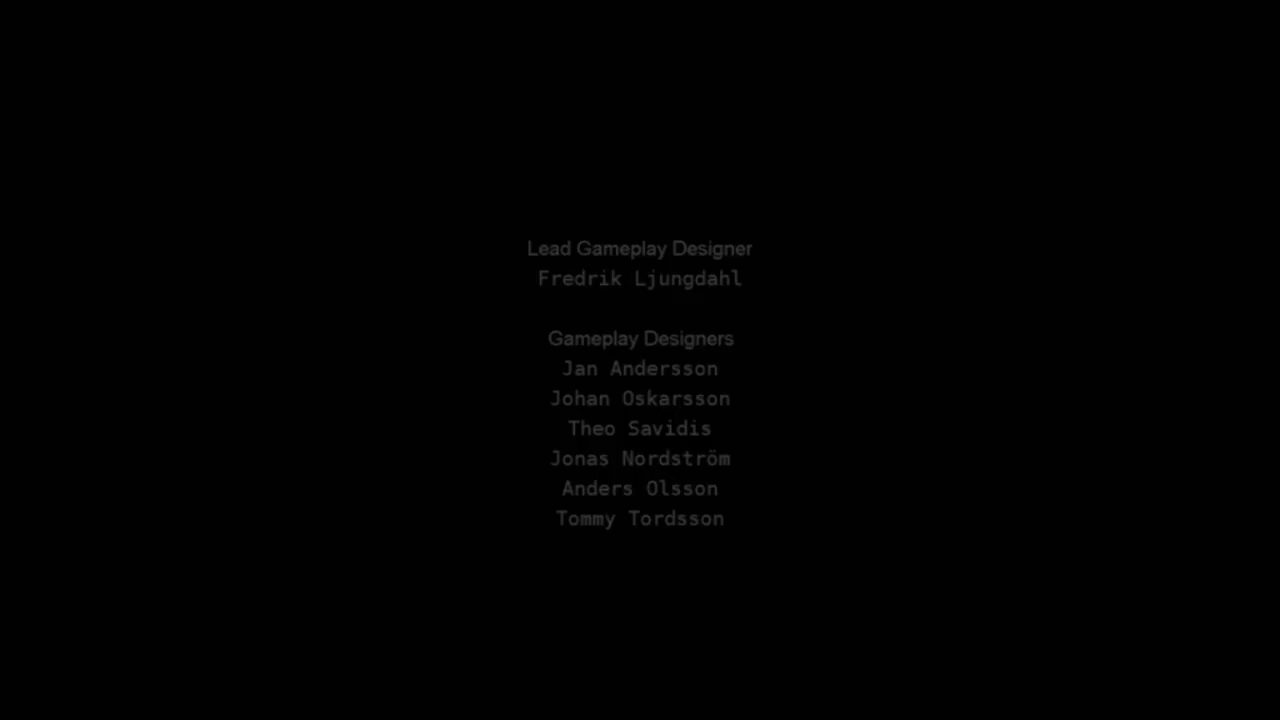 Lead Gameplay Designer
Fredrik Ljungdahl
Gameplay Designers
Jan Andersson
Johan Oskarsson
Theo Savidis
Jonas Nordström
Anders Olsson
Tommy Tordsson